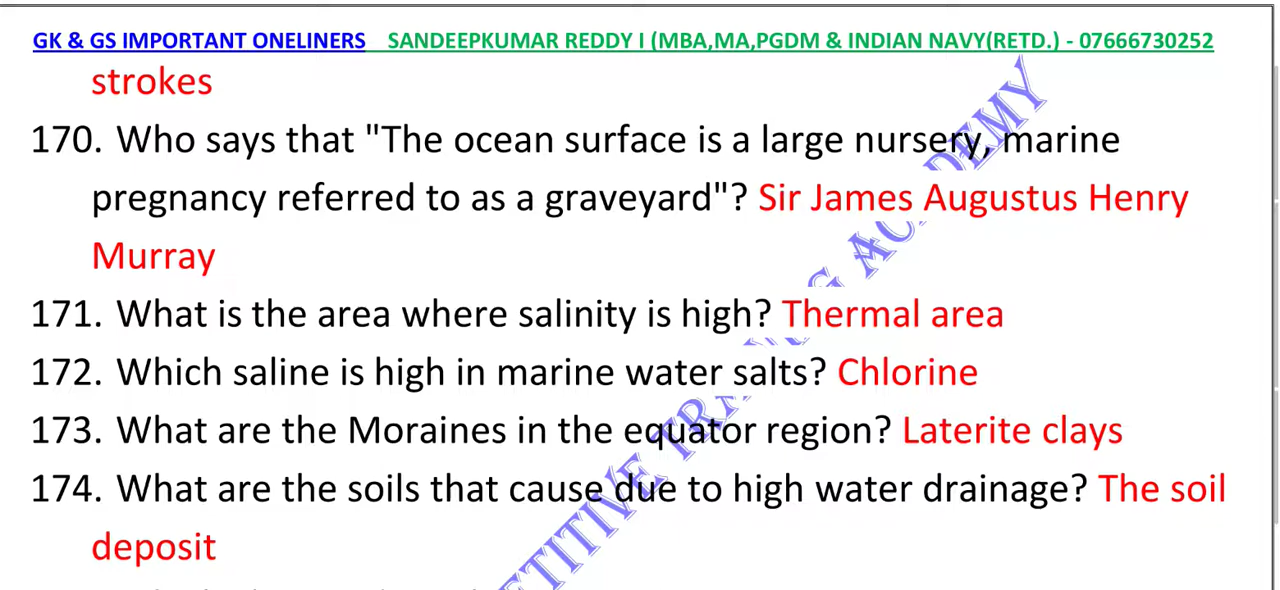 GK & GS IMPORTANT ONELINERS SANDEEPKUMAR REDDY I (MBA,MA,PGDM & INDIAN NAVY(RETD.) - 07666730252
strokes
170. Who says that "The ocean surface is a large nursery, marine
pregnancy referred to as a graveyard"? Sir James Augustus Henry
Murray
171. What is the area where salinity is high? Thermal area
172. Which saline is high in marine water salts? Chlorine
173. What are the Moraines in the equator region? Laterite clays
174. What are the soils that cause due to high water drainage? The soil
deposit